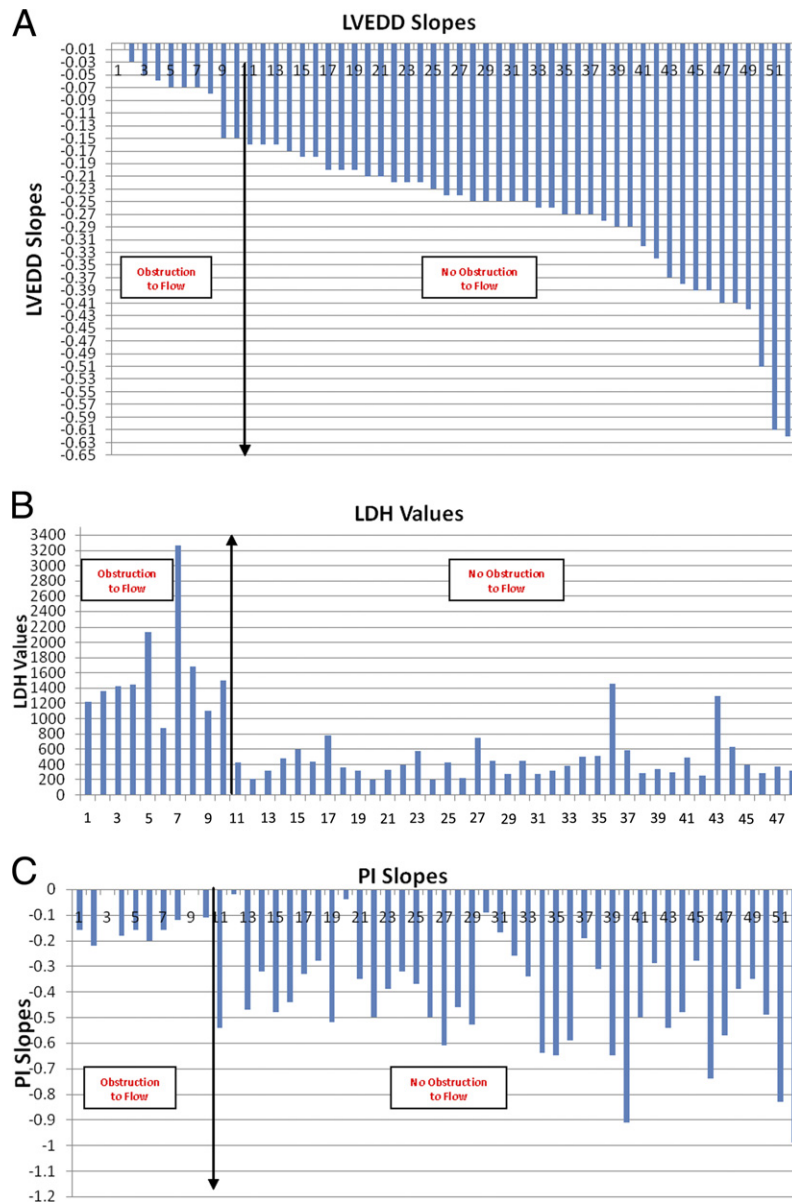 A
LVEDD Slopes
LVEDD Slopes
-0.01
-0.03
-0.05
-0.07
-0.09
-0.11
-0.13
-0.15
-0.17
-0.19
-0.21
-0.23
-0.25
-0.27
-0.29
-0.31
-0.33
-0.35
-0.37
-0.39
-0.41
-0.43
-0.45
-0.47
-0.49
-0.51
-0.53
-0.55
-0.57
-0.59
-0.61
-0.63
-0.65
1 3 5 7 9 11 13 15 17 19 21 23 25 27 29 31 33 35 37 39 41 43 45 47 49 51
Obstruction
to Flow
No Obstruction
to Flow
B
LDH Values
LDH Values
3400
3200
3000
2800
2600
2400
2200
2000
1800
1600
1400
1200
1000
800
600
400
200
0
Obstruction
to Flow
No Obstruction
to Flow
1 3 5 7 9 11 13 15 17 19 21 23 25 27 29 31 33 35 37 39 41 43 45 47
C
PI Slopes
PI Slopes
0
-0.1
-0.2
-0.3
-0.4
-0.5
-0.6
-0.7
-0.8
-0.9
-1
-1.1
-1.2
1 3 5 7 9 11 13 15 17 19 21 23 25 27 29 31 33 35 37 39 41 43 45 47 49 51
Obstruction
to Flow
No Obstruction
to Flow